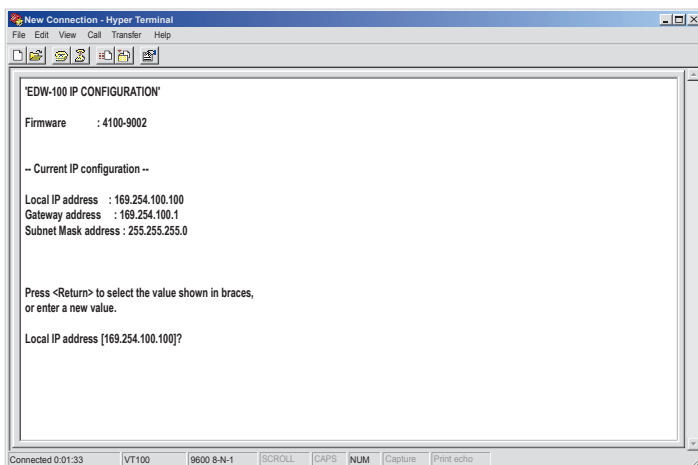 New Connection - Hyper Terminal
File Edit View Call Transfer Help
'EDW-100 IP CONFIGURATION'
Firmware : 4100-9002
-- Current IP configuration --
Local IP address : 169.254.100.100
Gateway address : 169.254.100.1
Subnet Mask address : 255.255.255.0
Press <Return> to select the value shown in braces,
or enter a new value.
Local IP address [169.254.100.100]?
Connected 0:01:33 VT100 9600 8-N-1 SCROLL CAPS NUM Capture Print echo